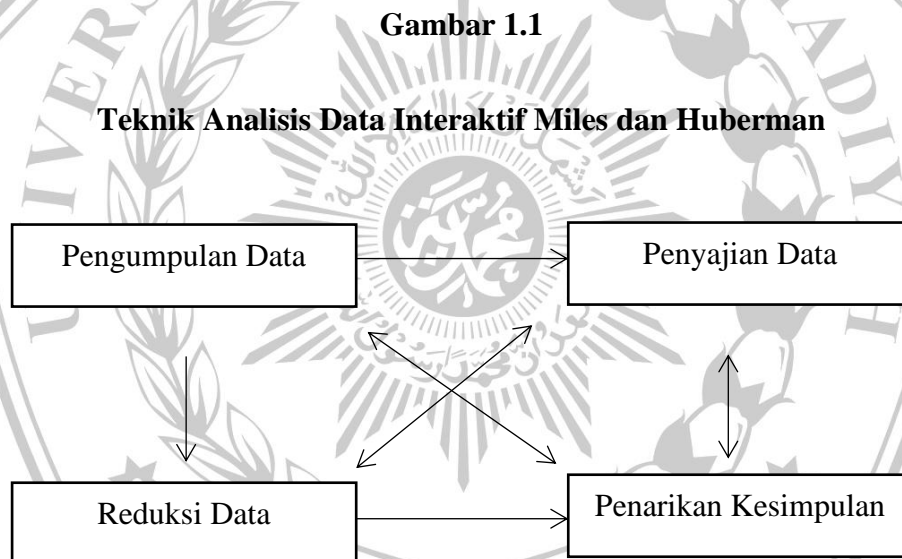 Gambar 1.1
Teknik Analisis Data Interaktif Miles dan Huberman
Pengumpulan Data
Penyajian Data
Reduksi Data
Penarikan Kesimpulan